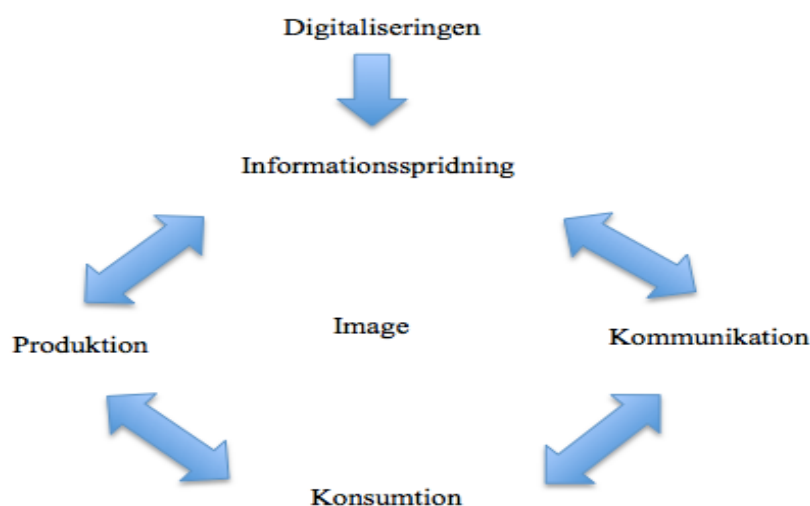 Digitaliseringen
Informationsspridning
Image
Produktion
Kommunikation
Konsumtion